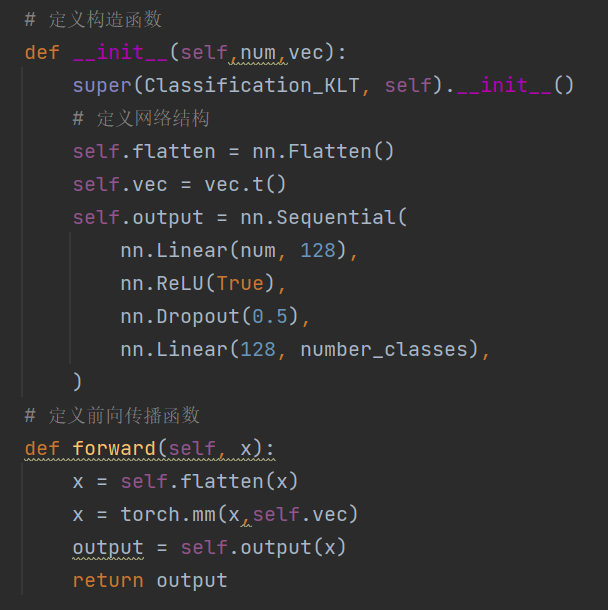 # 定义构造函数
def __init__(self,num,vec):
    super(Classification_KLT, self).__init__()
    # 定义网络结构
    self.flatten = nn.Flatten()
    self.vec = vec.t()
    self.output = nn.Sequential(
        nn.Linear(num, 128),
        nn.ReLU(True),
        nn.Dropout(0.5),
        nn.Linear(128, number_classes),
    )
# 定义前向传播函数
def forward(self, x):
    x = self.flatten(x)
    x = torch.mm(x,self.vec)
    output = self.output(x)
    return output